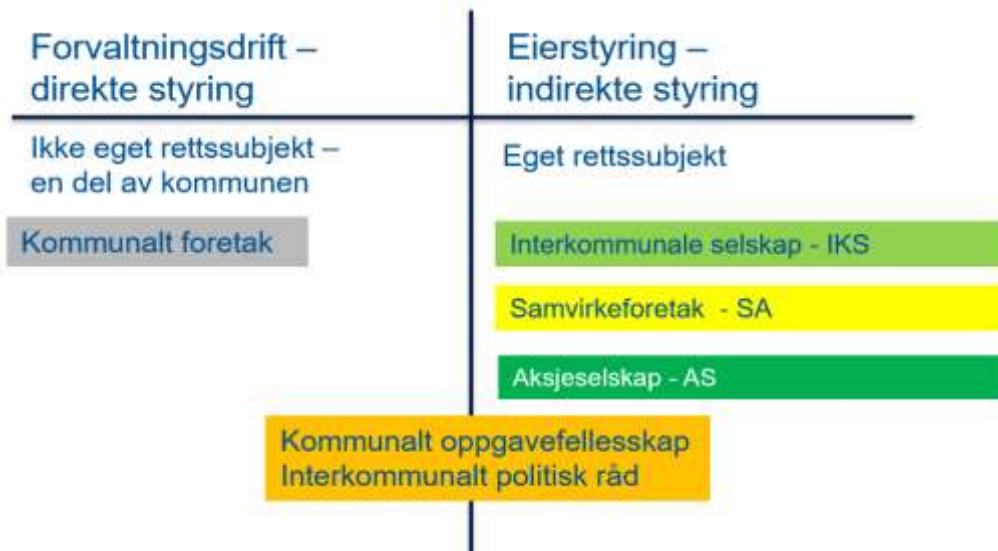 Forvaltningsdrift –
direkte styring
Eierstyring –
indirekte styring
Ikke eget rettssubjekt –
en del av kommunen
Eget rettssubjekt
Kommunalt foretak
Interkommunale selskap - IKS
Samvirkeforetak - SA
Aksjeselskap - AS
Kommunalt oppgavefellesskap
Interkommunalt politisk råd